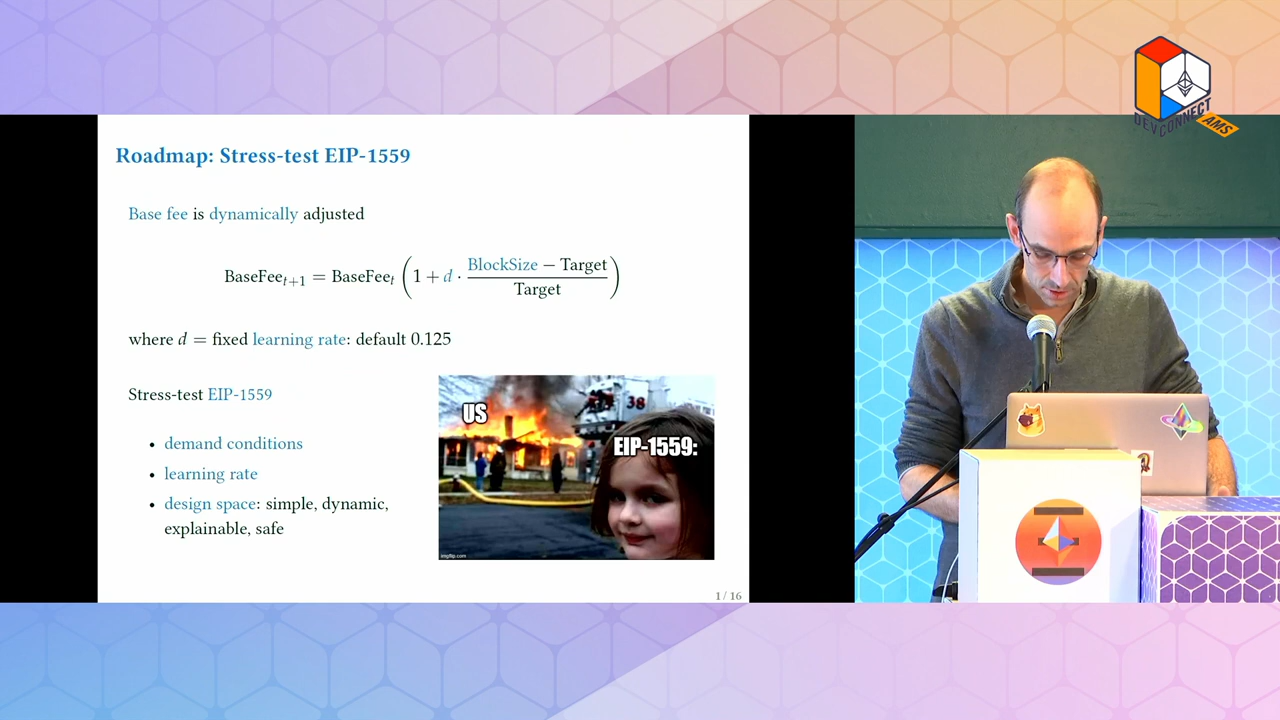 Roadmap: Stress-test EIP-1559
Base fee is dynamically adjusted
BaseFee_{t+1} = BaseFee_t (1 + d · (BlockSize − Target) / Target)
where d = fixed learning rate: default 0.125
Stress-test EIP-1559
• demand conditions
• learning rate
• design space: simple, dynamic,
explainable, safe
US
38
EIP-1559:
imgflip.com
1 / 16
DEVCONNECT
AMS